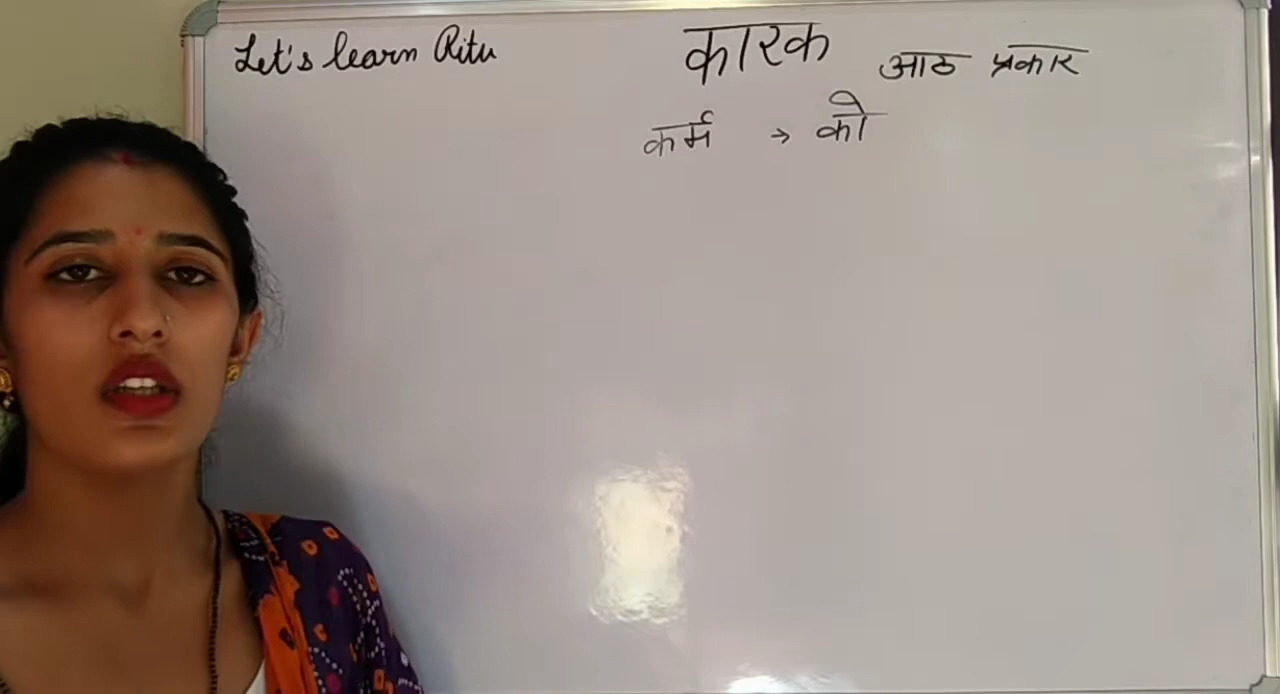 Let's learn Ritu
कारक आठ प्रकार
कर्म → को